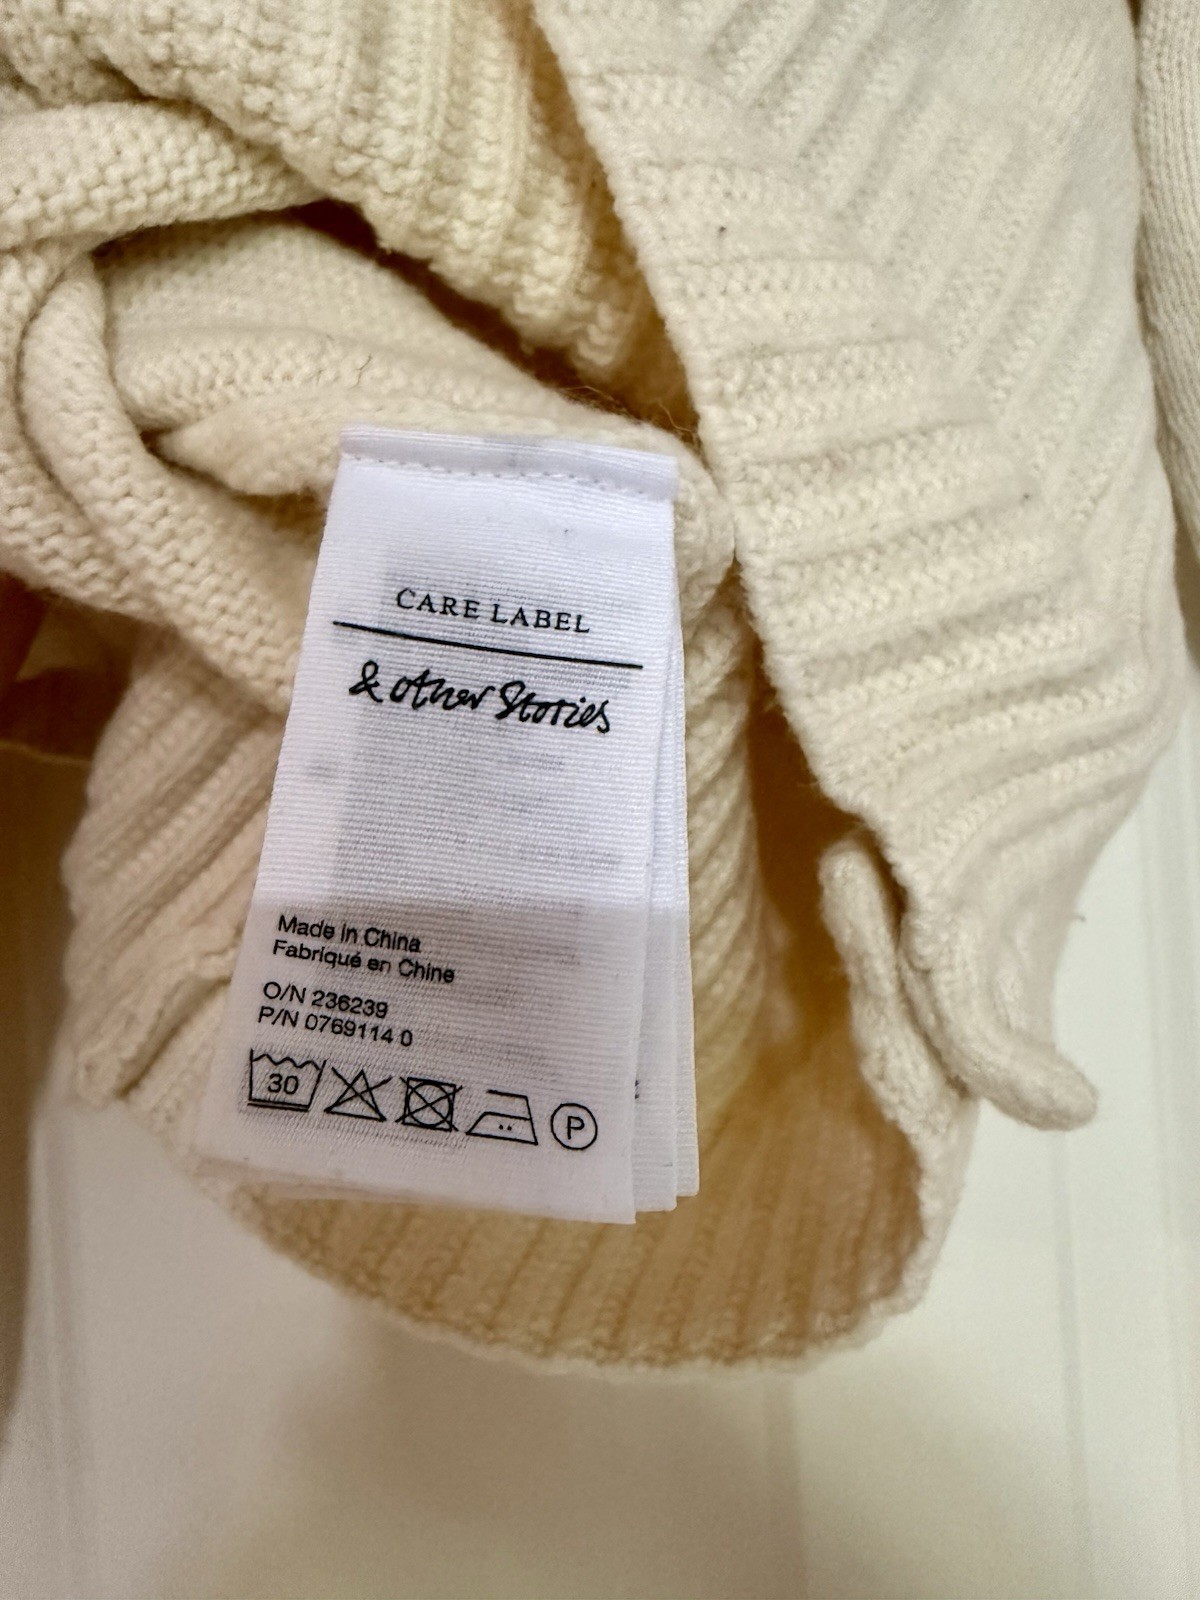 CARE LABEL
& other Stories
Made in China
Fabriqué en Chine
O/N 236239
P/N 0769114 0
30
P